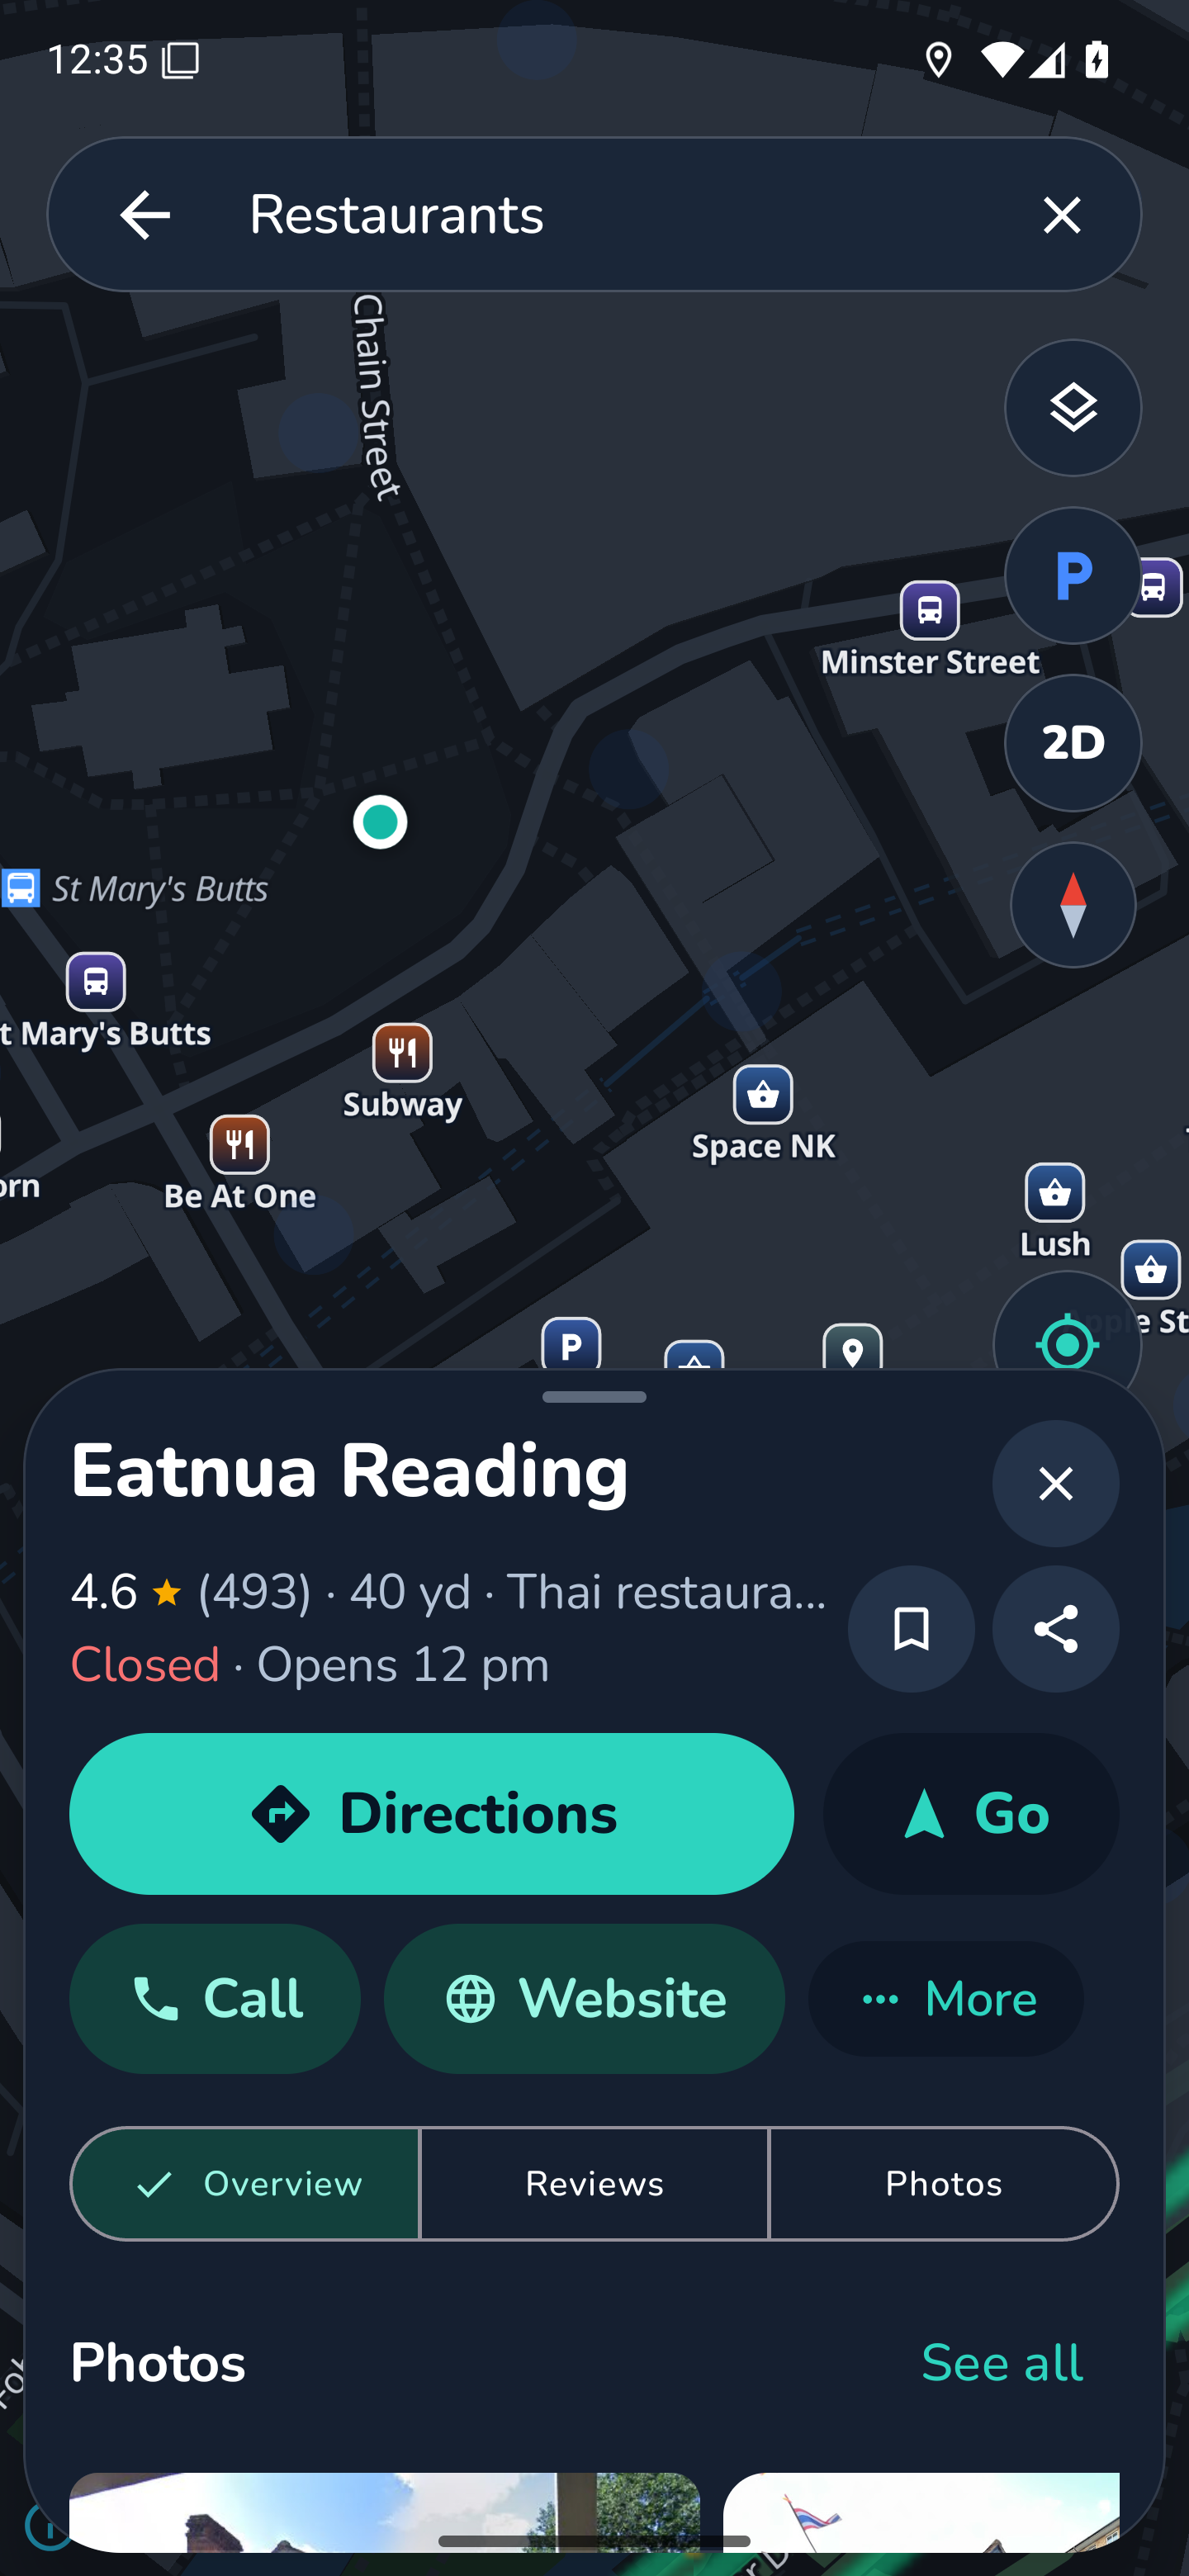 12:35
Restaurants
Chain Street
P
Minster Street
2D
St Mary's Butts
t Mary's Butts
Subway
Space NK
Be At One
orn
Lush
e St
P
Eatnua Reading
4.6 ★ (493) · 40 yd · Thai restaura...
Closed · Opens 12 pm
Directions
Go
Call
Website
More
Overview
Reviews
Photos
Photos
See all